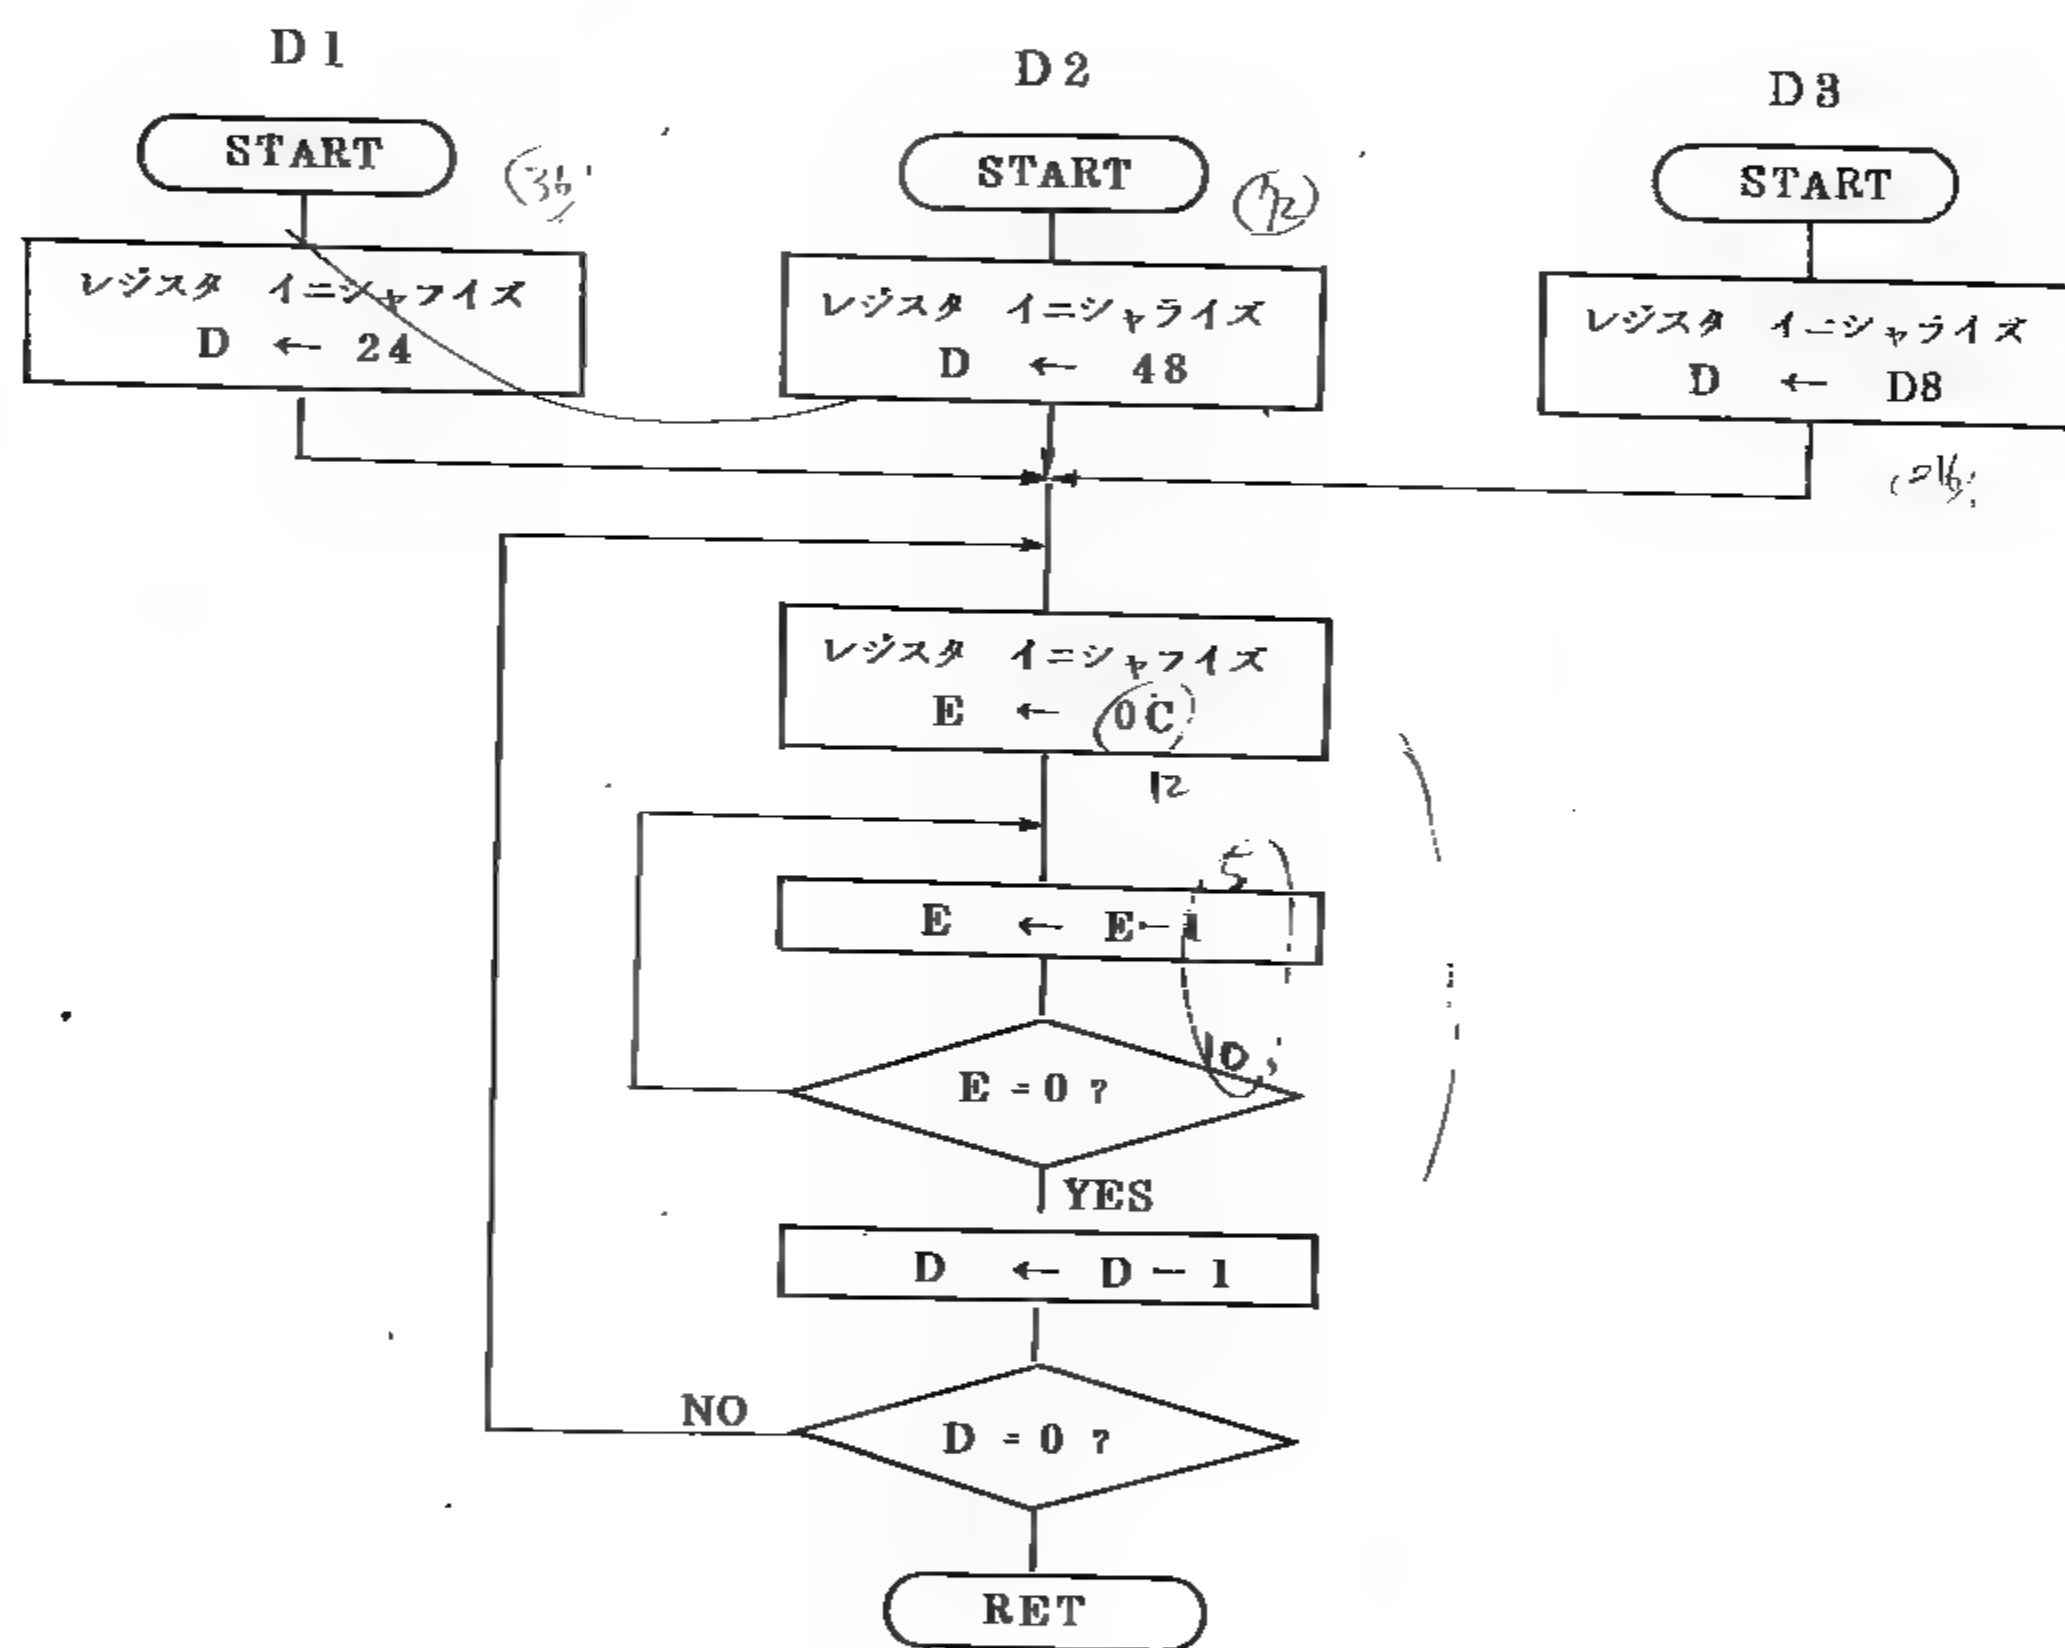 D1
START
レジスタ イニシャライズ
D ← 24
D2
START
72
レジスタ イニシャライズ
D ← 48
D3
START
レジスタ イニシャライズ
D ← D8
レジスタ イニシャライズ
E ← 0C
12
5
E ← E-1
10
E = 0 ?
YES
D ← D - 1
NO
D = 0 ?
RET